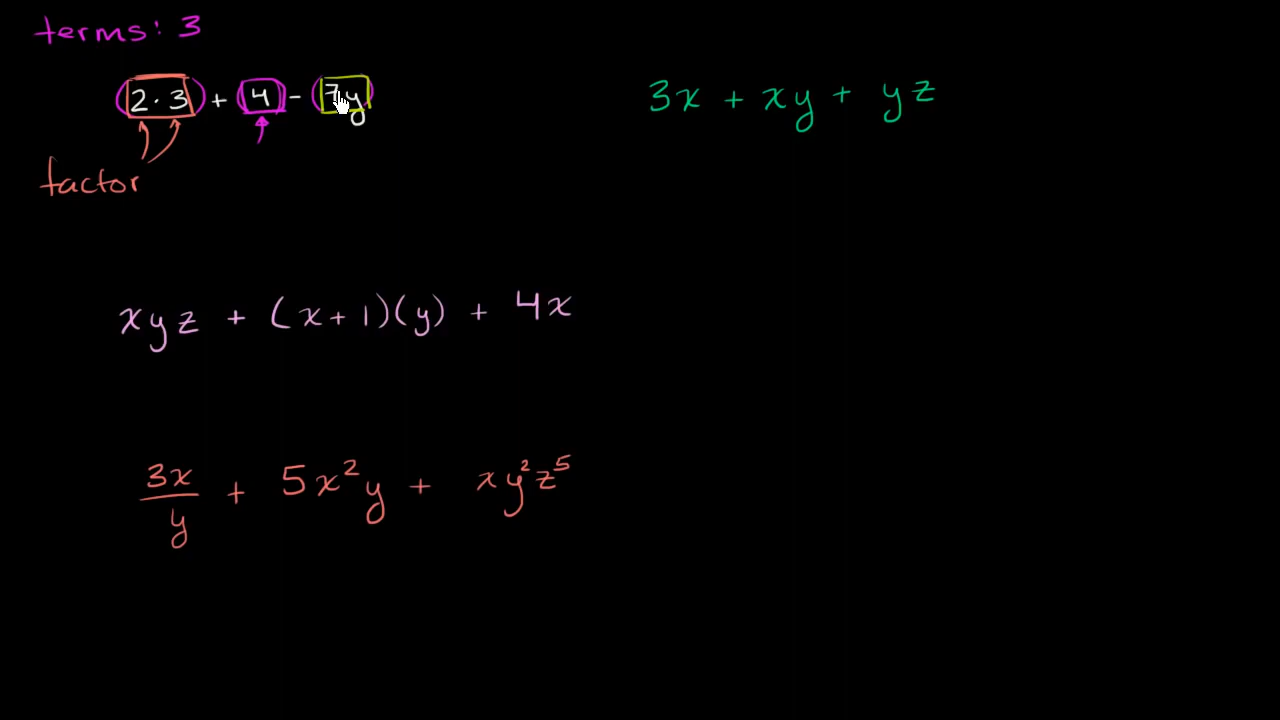 terms: 3
(2·3) + (4) - (7y)
3x + xy + yz
factor
xyz + (x+1)(y) + 4x
3x/y + 5x²y + xy²z⁵